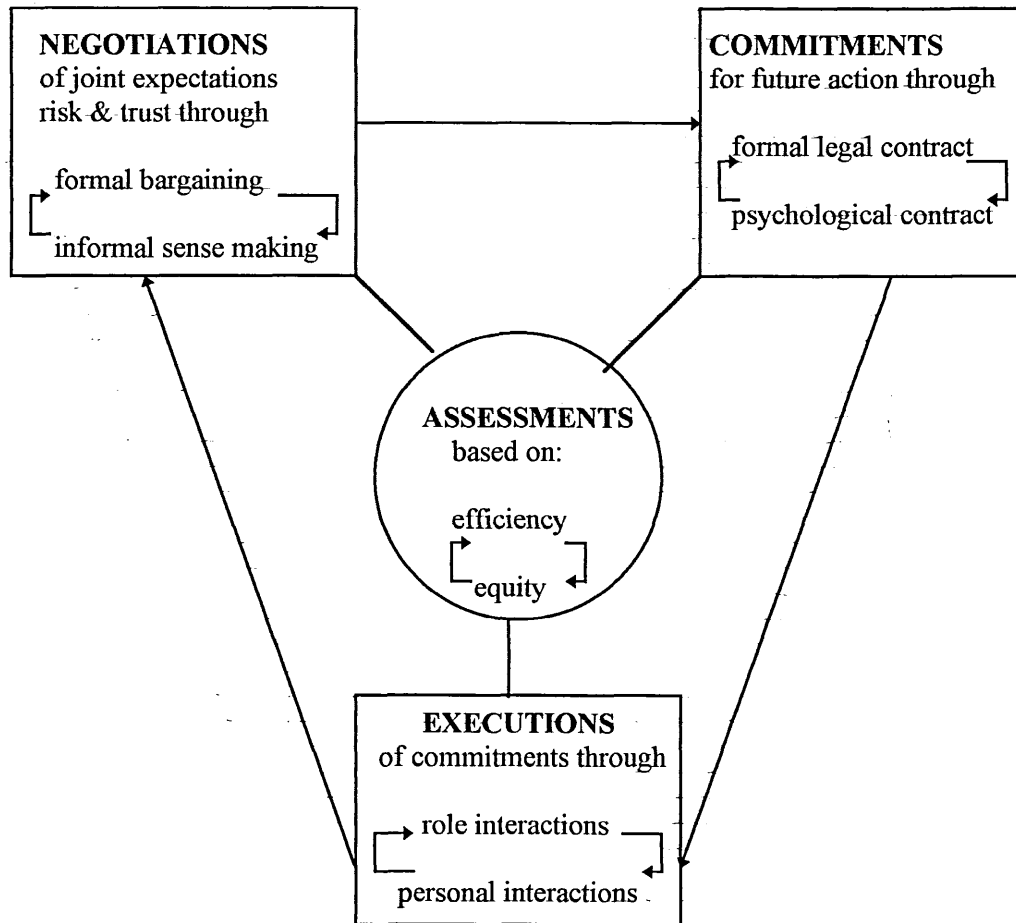 NEGOTIATIONS
of joint expectations
risk & trust through
formal bargaining
informal sense making
COMMITMENTS
for future action through
formal legal contract
psychological contract
ASSESSMENTS
based on:
efficiency
equity
EXECUTIONS
of commitments through
role interactions
personal interactions